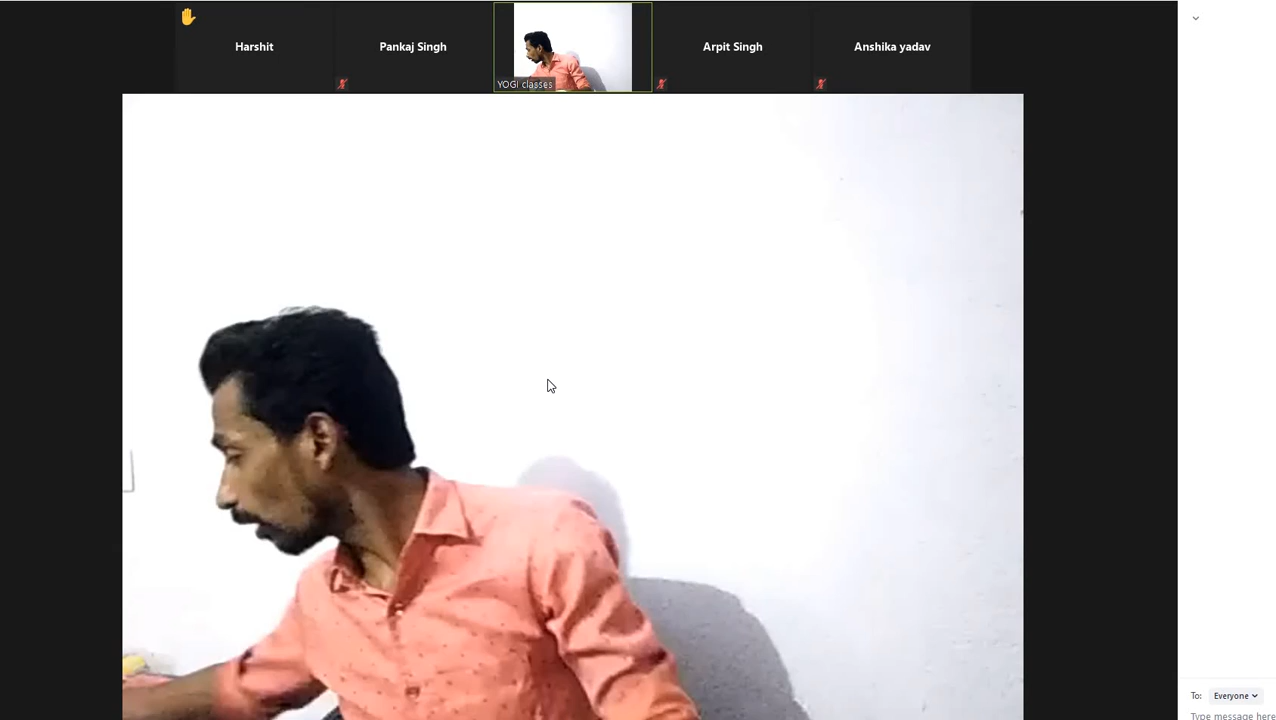 Harshit
Pankaj Singh
YOGI classes
Arpit Singh
Anshika yadav
To: Everyone
Type message here